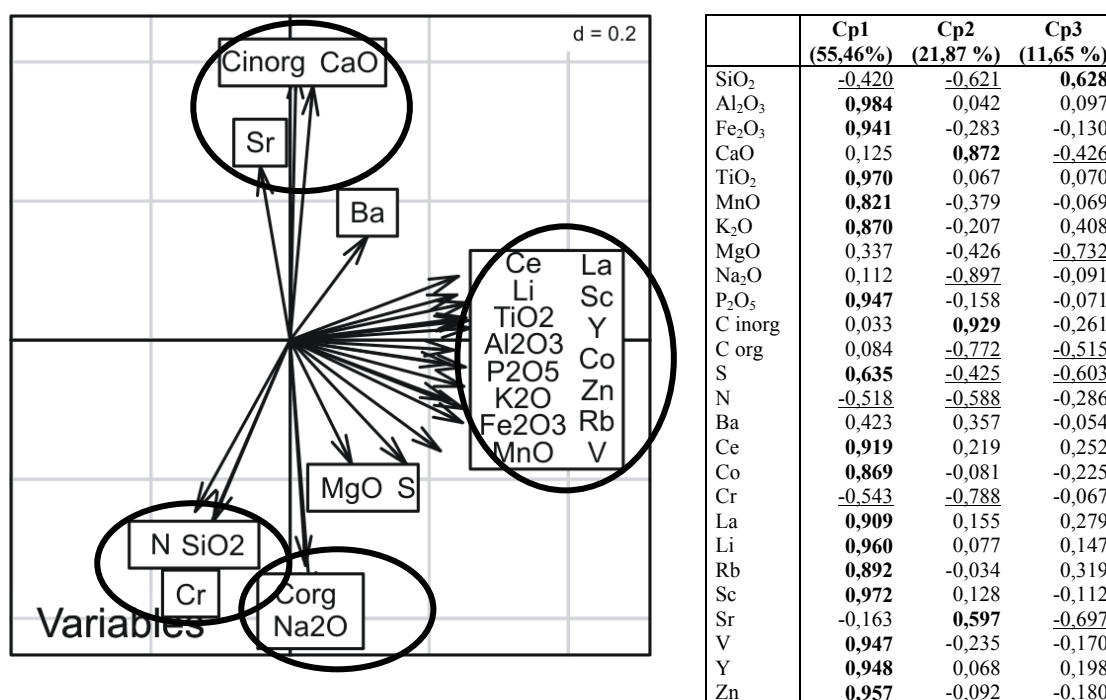 d = 0.2
Cinorg CaO
Sr
Ba
Ce La
Li Sc
TiO2 Y
Al2O3 Co
P2O5 Zn
K2O Rb
Fe2O3 V
MnO
MgO S
N SiO2
Cr
Corg
Na2O
Variables
Cp1 Cp2 Cp3
(55,46%) (21,87 %) (11,65 %)
SiO₂ -0,420 -0,621 0,628
Al₂O₃ 0,984 0,042 0,097
Fe₂O₃ 0,941 -0,283 -0,130
CaO 0,125 0,872 -0,426
TiO₂ 0,970 0,067 0,070
MnO 0,821 -0,379 -0,069
K₂O 0,870 -0,207 0,408
MgO 0,337 -0,426 -0,732
Na₂O 0,112 -0,897 -0,091
P₂O₅ 0,947 -0,158 -0,071
C inorg 0,033 0,929 -0,261
C org 0,084 -0,772 -0,515
S 0,635 -0,425 -0,603
N -0,518 -0,588 -0,286
Ba 0,423 0,357 -0,054
Ce 0,919 0,219 0,252
Co 0,869 -0,081 -0,225
Cr -0,543 -0,788 -0,067
La 0,909 0,155 0,279
Li 0,960 0,077 0,147
Rb 0,892 -0,034 0,319
Sc 0,972 0,128 -0,112
Sr -0,163 0,597 -0,697
V 0,947 -0,235 -0,170
Y 0,948 0,068 0,198
Zn 0,957 -0,092 -0,180